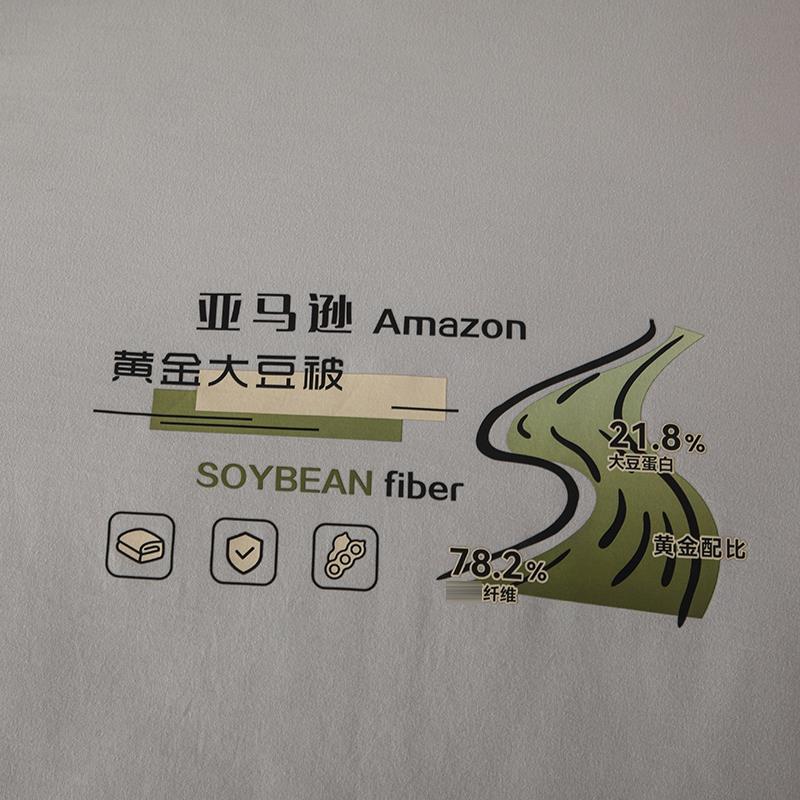 亚马逊 Amazon
黄金大豆被
SOYBEAN fiber
21.8%
大豆蛋白
黄金配比
78.2%
纤维